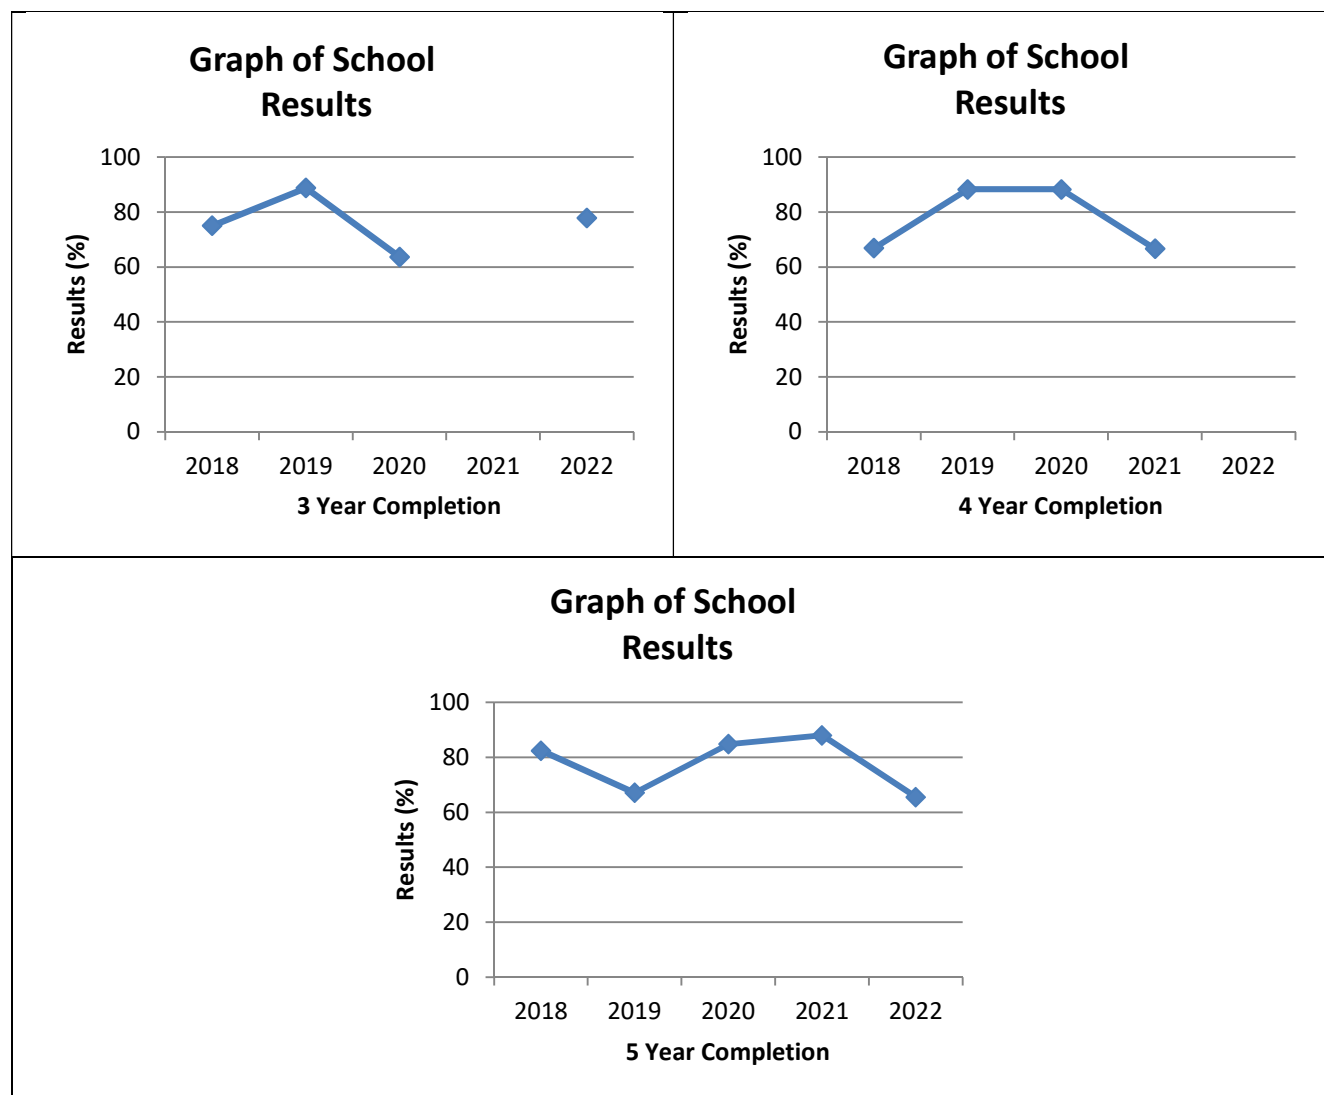 Graph of School
Results
100
80
60
40
20
0
Results (%)
2018 2019 2020 2021 2022
3 Year Completion
Graph of School
Results
100
80
60
40
20
0
Results (%)
2018 2019 2020 2021 2022
4 Year Completion
Graph of School
Results
100
80
60
40
20
0
Results (%)
2018 2019 2020 2021 2022
5 Year Completion